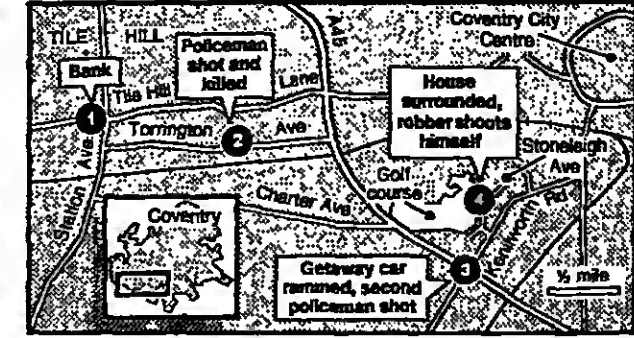 TILE HILL
Bank
1
Policeman
shot and
killed
Tile Hill Lane
A45
Coventry City
Centre
Torrington Ave
2
House
surrounded,
robber shoots
himself
Stoneleigh
Ave
Station Ave
Golf
course
4
Charter Ave
Kenilworth Rd
Coventry
Getaway car
rammed, second
policeman shot
3
½ mile